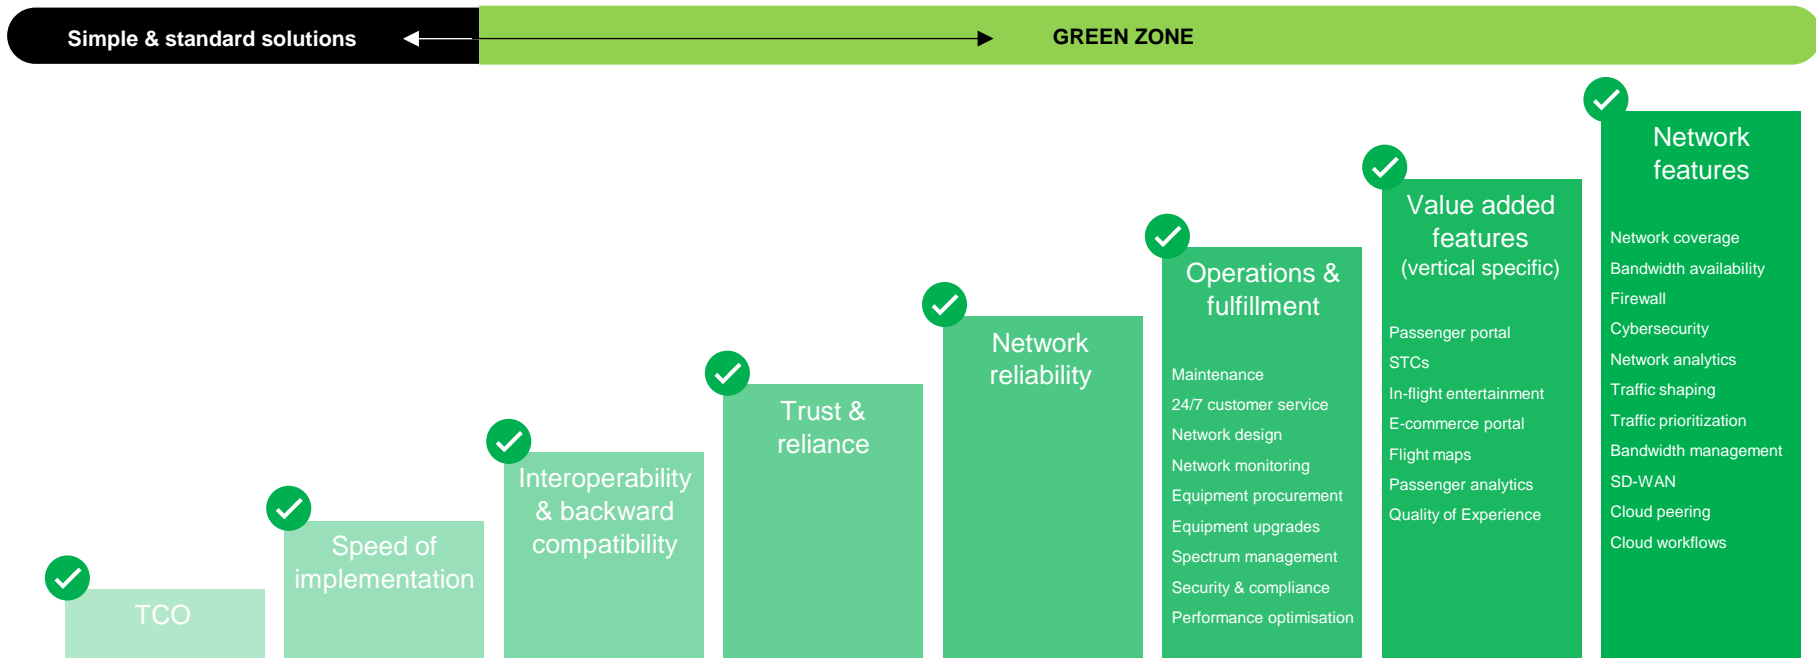 Simple & standard solutions
GREEN ZONE
TCO
Speed of
implementation
Interoperability
& backward
compatibility
Trust &
reliance
Network
reliability
Operations &
fulfillment
Maintenance
24/7 customer service
Network design
Network monitoring
Equipment procurement
Equipment upgrades
Spectrum management
Security & compliance
Performance optimisation
Value added
features
(vertical specific)
Passenger portal
STCs
In-flight entertainment
E-commerce portal
Flight maps
Passenger analytics
Quality of Experience
Network
features
Network coverage
Bandwidth availability
Firewall
Cybersecurity
Network analytics
Traffic shaping
Traffic prioritization
Bandwidth management
SD-WAN
Cloud peering
Cloud workflows